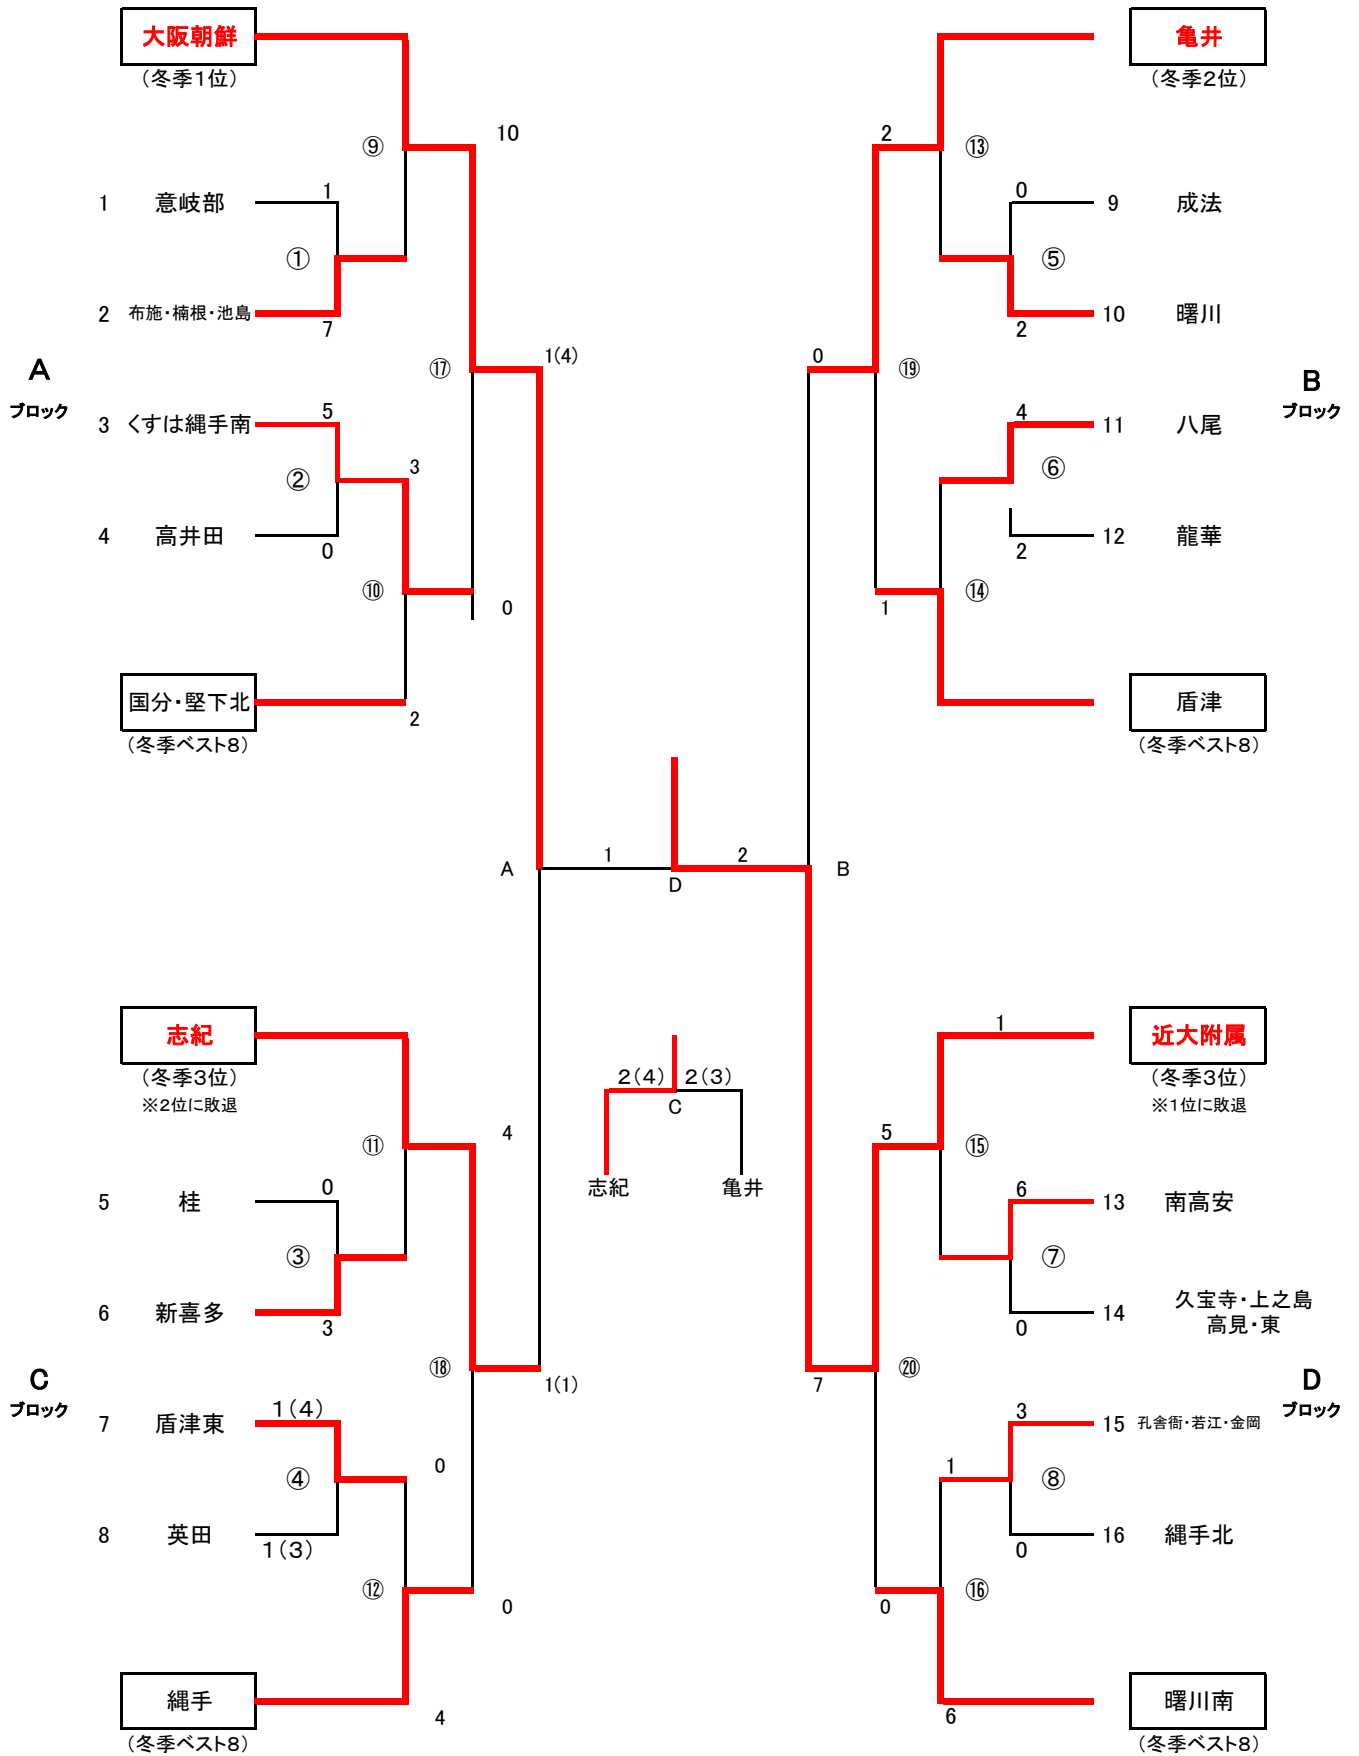 大阪朝鮮
(冬季1位)
⑨
10
1 意岐部
1
①
2 布施・楠根・池島
7
A
ブロック
⑰
1(4)
3 くすは縄手南
5
②
3
4 高井田
0
⑩
0
国分・堅下北
2
(冬季ベスト8)
亀井
(冬季2位)
2
⑬
0
9 成法
⑤
10 曙川
2
0
⑲
B
ブロック
4
11 八尾
⑥
12 龍華
2
⑭
1
盾津
(冬季ベスト8)
A
1
D
2
B
志紀
(冬季3位)
※2位に敗退
⑪
4
5 桂
0
③
6 新喜多
3
C
ブロック
⑱
1(1)
7 盾津東
1(4)
④
0
8 英田
1(3)
⑫
0
縄手
4
(冬季ベスト8)
2(4)
2(3)
C
志紀
亀井
1
近大附属
(冬季3位)
※1位に敗退
5
⑮
6
13 南高安
⑦
14 久宝寺・上之島
高見・東
0
7
⑳
D
ブロック
3
15 孔舎衙・若江・金岡
1
⑧
16 縄手北
0
⑯
0
曙川南
6
(冬季ベスト8)